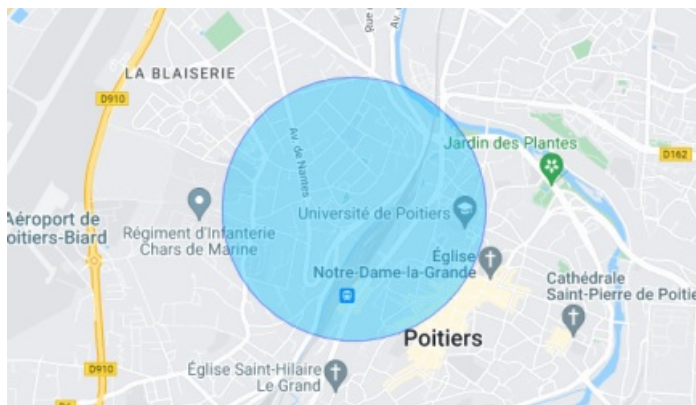 Rue
Av.
LA BLAISERIE
D910
Av. de Nantes
Jardin des Plantes
D162
Aéroport de
oitiers-Biard
Régiment d'Infanterie
Chars de Marine
Université de Poitiers
Église
Notre-Dame-la-Grande
Cathédrale
Saint-Pierre de Poitie
Poitiers
D910
Église Saint-Hilaire
Le Grand